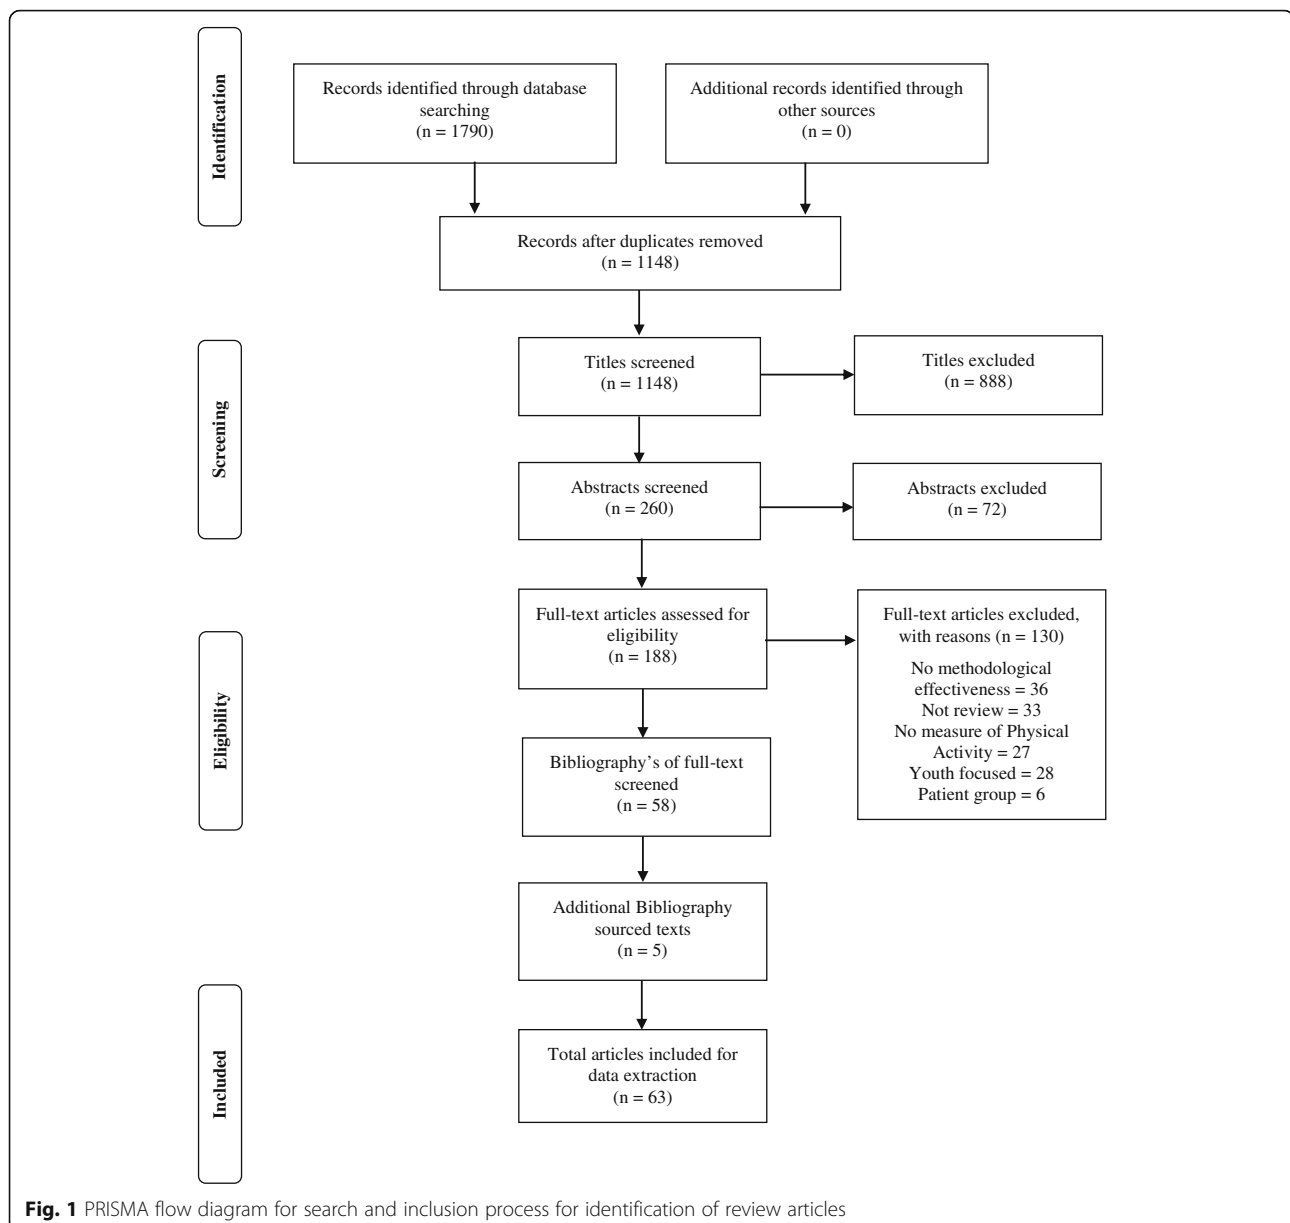 Identification
Records identified through database
searching
(n = 1790)
Additional records identified through
other sources
(n = 0)
Records after duplicates removed
(n = 1148)
Screening
Titles screened
(n = 1148)
Titles excluded
(n = 888)
Abstracts screened
(n = 260)
Abstracts excluded
(n = 72)
Eligibility
Full-text articles assessed for
eligibility
(n = 188)
Full-text articles excluded,
with reasons (n = 130)
No methodological
effectiveness = 36
Not review = 33
No measure of Physical
Activity = 27
Youth focused = 28
Patient group = 6
Bibliography's of full-text
screened
(n = 58)
Additional Bibliography
sourced texts
(n = 5)
Included
Total articles included for
data extraction
(n = 63)
Fig. 1 PRISMA flow diagram for search and inclusion process for identification of review articles